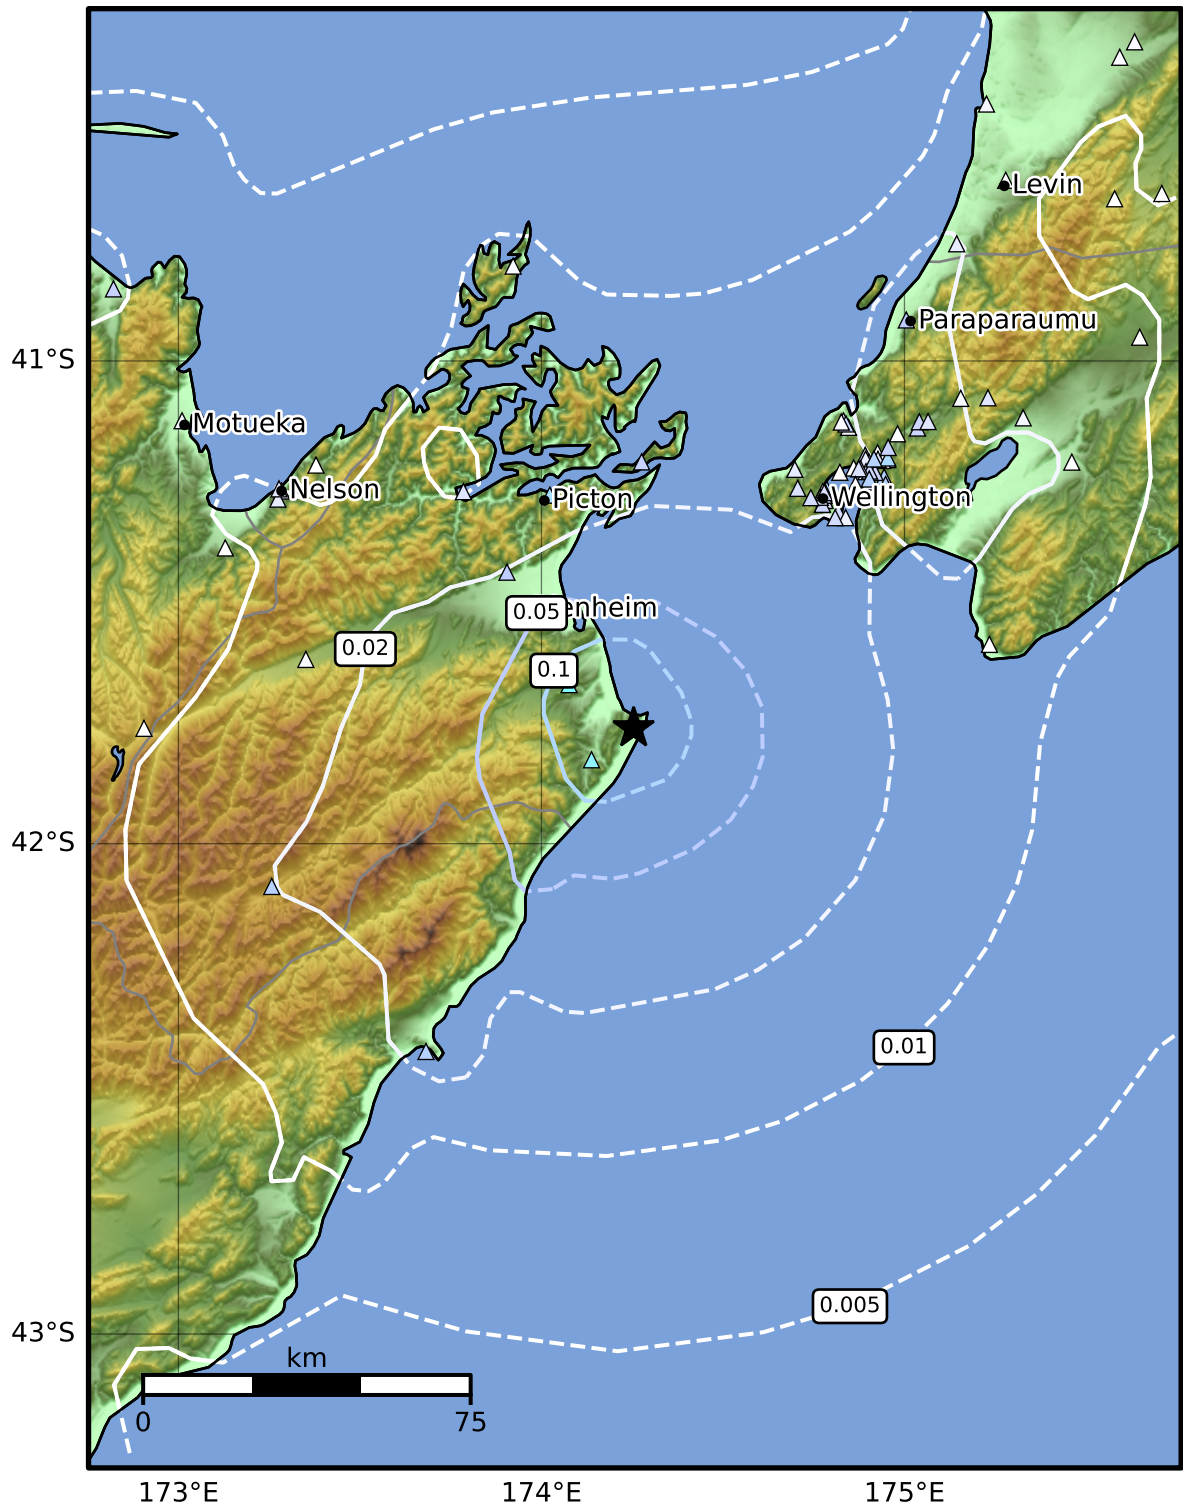 Levin
Paraparaumu
41°S
Motueka
Nelson
Picton
Wellington
0.05
enheim
0.02
0.1
42°S
0.01
0.005
43°S
km
0
75
173°E
174°E
175°E